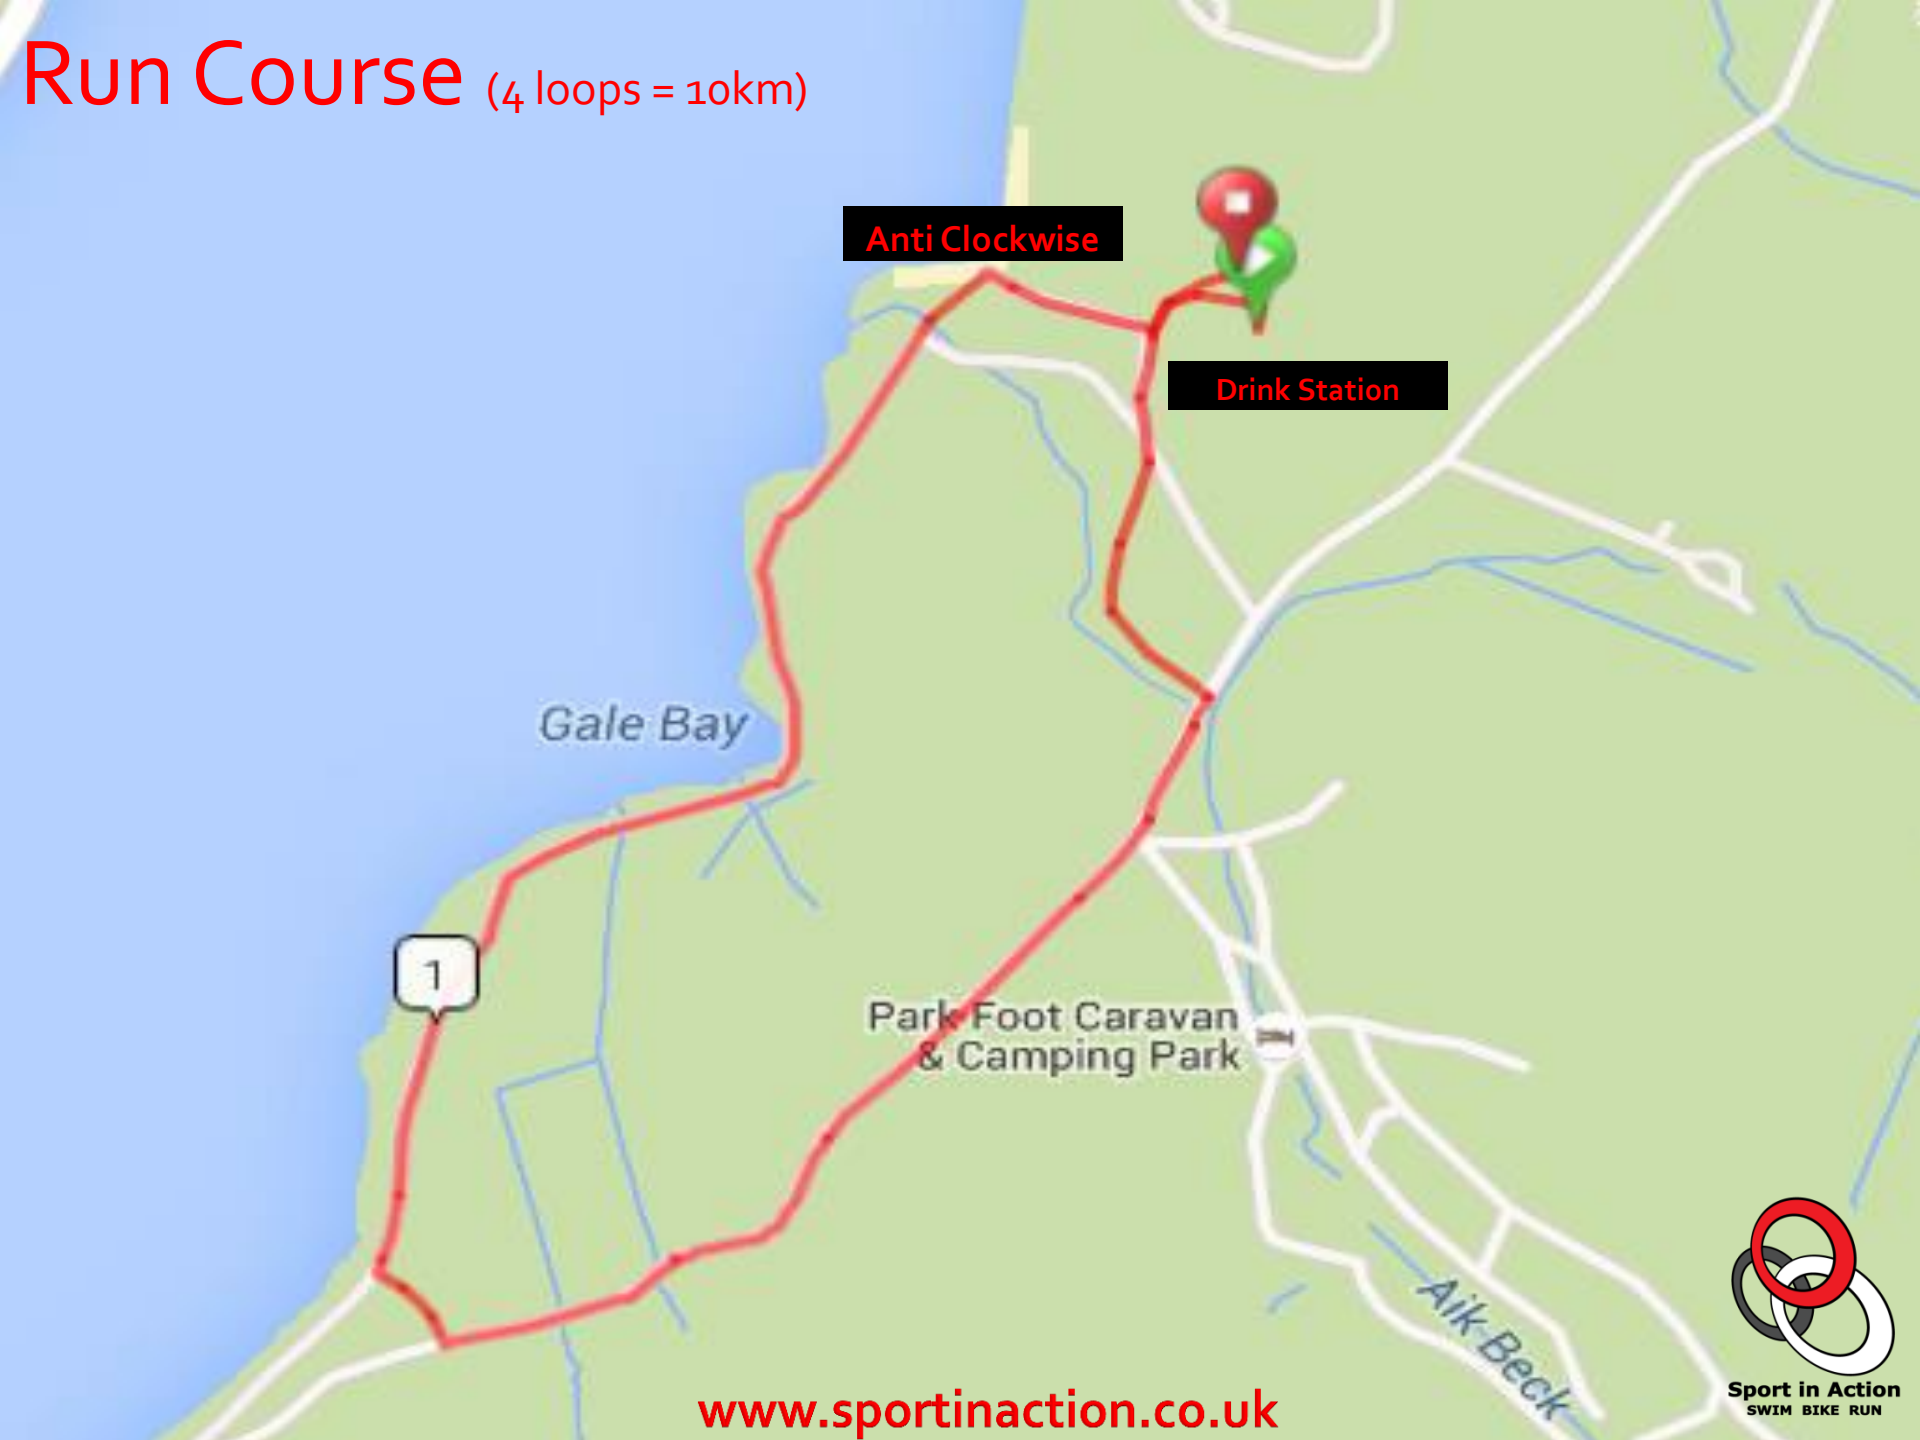 Run Course (4 loops = 10km)
Anti Clockwise
Drink Station
Gale Bay
1
Park Foot Caravan
& Camping Park
Aik Beck
Sport in Action
SWIM BIKE RUN
www.sportinaction.co.uk